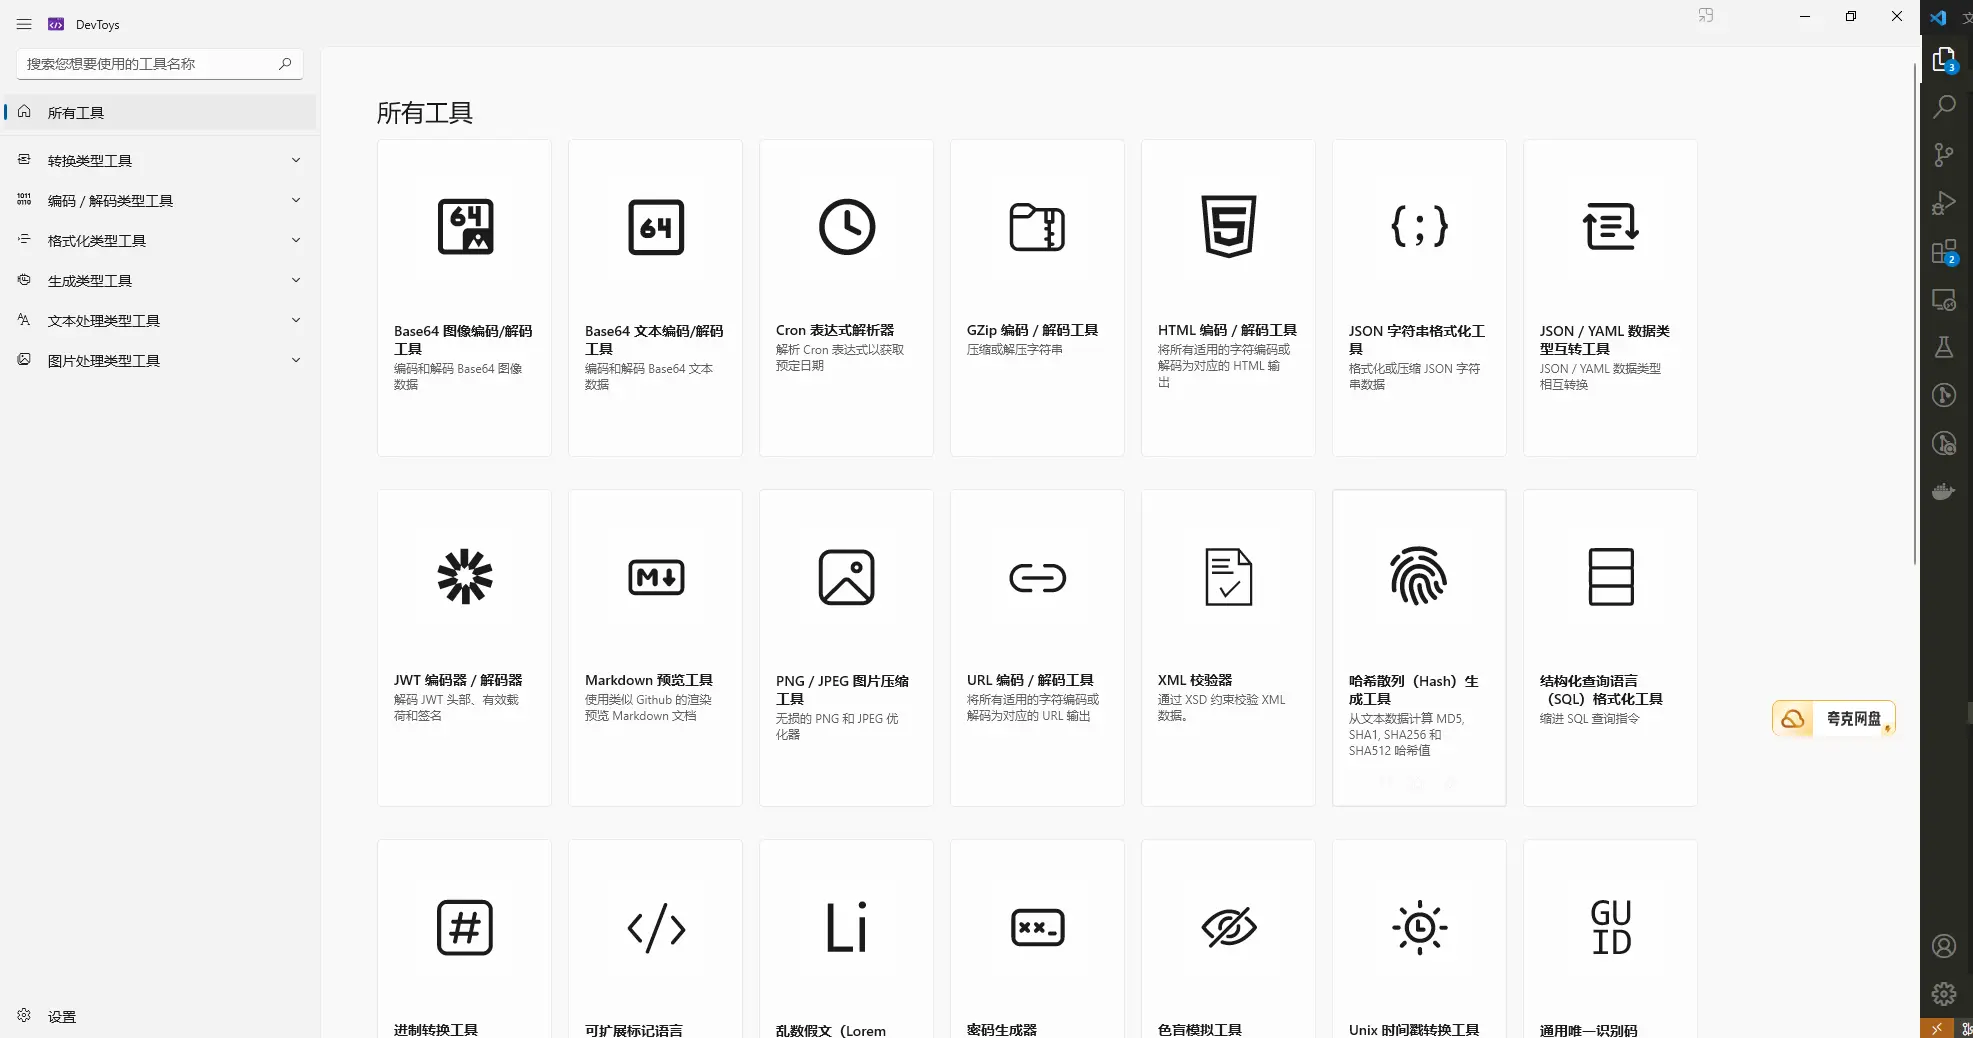 DevToys
搜索您想要使用的工具名称
所有工具
转换类型工具
编码 / 解码类型工具
格式化类型工具
生成类型工具
文本处理类型工具
图片处理类型工具
设置
所有工具
64
Base64 图像编码/解码
工具
编码和解码 Base64 图像
数据
64
Base64 文本编码/解码
工具
编码和解码 Base64 文本
数据
Cron 表达式解析器
解析 Cron 表达式以获取
预定日期
GZip 编码 / 解码工具
压缩或解压字符串
5
HTML 编码 / 解码工具
将所有适用的字符编码或
解码为对应的 HTML 输
出
{;}
JSON 字符串格式化工
具
格式化或压缩 JSON 字符
串数据
JSON / YAML 数据类
型互转工具
JSON / YAML 数据类型
相互转换
JWT 编码器 / 解码器
解码 JWT 头部、有效载
荷和签名
M
Markdown 预览工具
使用类似 Github 的渲染
预览 Markdown 文档
PNG / JPEG 图片压缩
工具
无损的 PNG 和 JPEG 优
化器
URL 编码 / 解码工具
将所有适用的字符编码或
解码为对应的 URL 输出
XML 校验器
通过 XSD 约束校验 XML
数据。
哈希散列（Hash）生
成工具
从文本数据计算 MD5,
SHA1, SHA256 和
SHA512 哈希值
结构化查询语言
（SQL）格式化工具
缩进 SQL 查询指令
#
进制转换工具
</>
可扩展标记语言
Li
乱数假文（Lorem
xx_
密码生成器
色盲模拟工具
Unix 时间戳转换工具
GU
ID
通用唯一识别码
夸克网盘
3
2